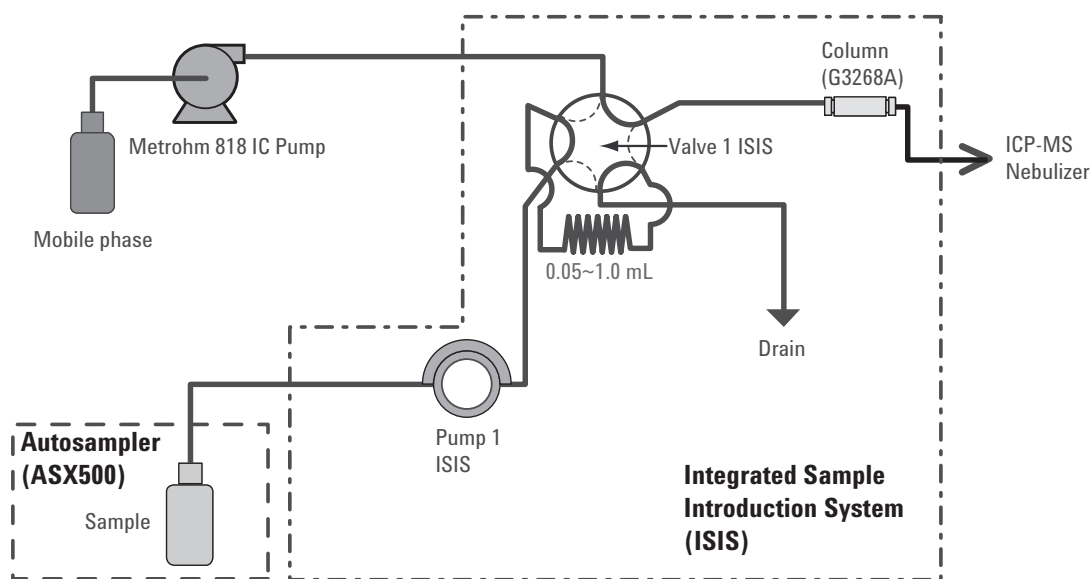 Column
(G3268A)
Metrohm 818 IC Pump
Valve 1 ISIS
ICP-MS
Nebulizer
Mobile phase
0.05~1.0 mL
Drain
Pump 1
ISIS
Autosampler
(ASX500)
Sample
Integrated Sample
Introduction System
(ISIS)